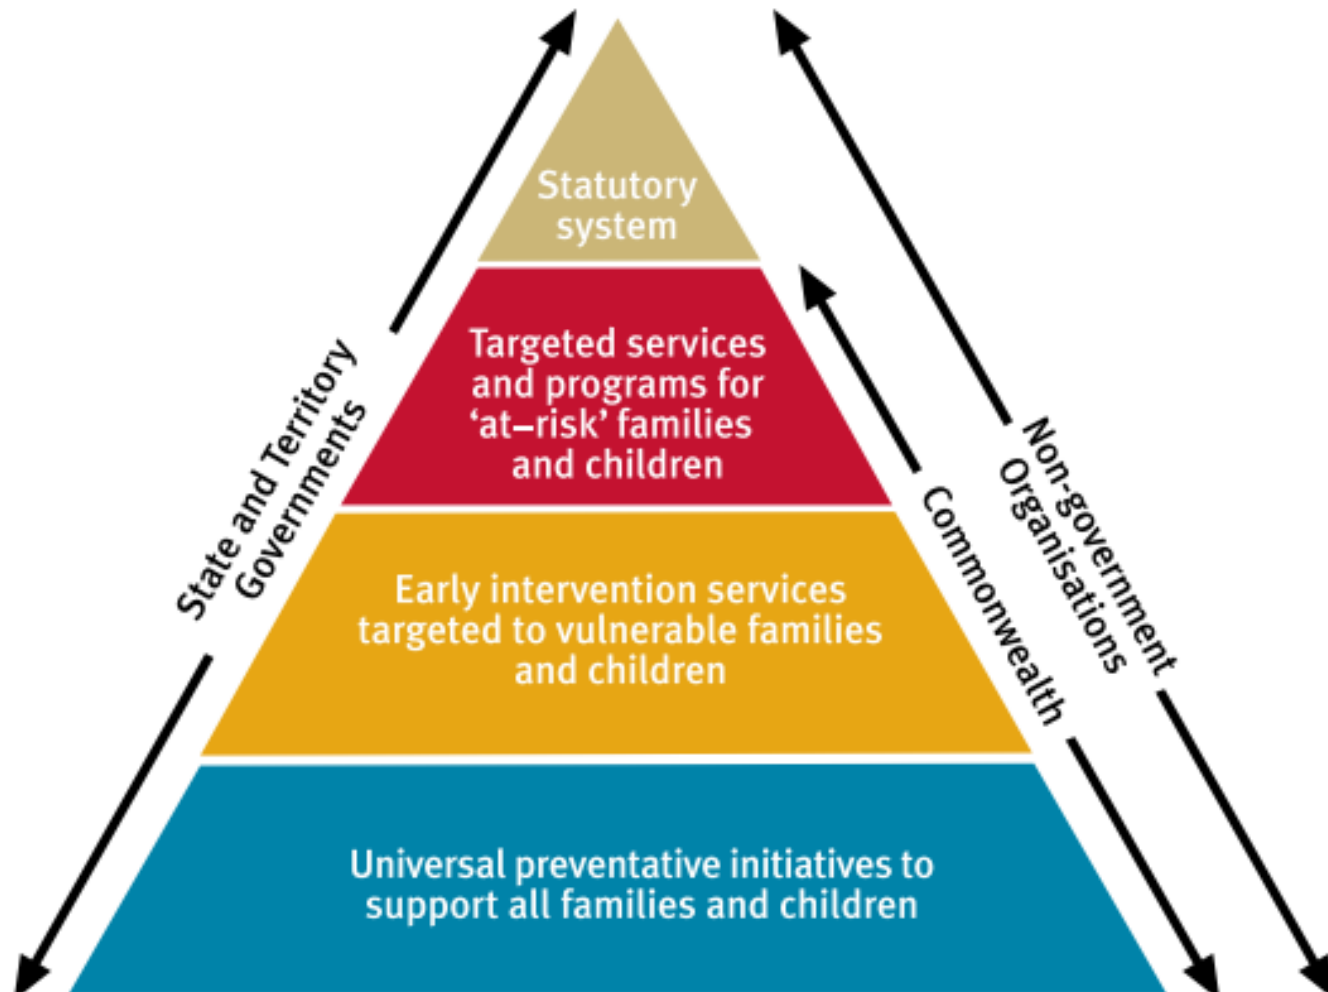 Statutory
system
Targeted services
and programs for
‘at–risk’ families
and children
Early intervention services
targeted to vulnerable families
and children
Universal preventative initiatives to
support all families and children
State and Territory
Governments
Commonwealth
Non-government
Organisations